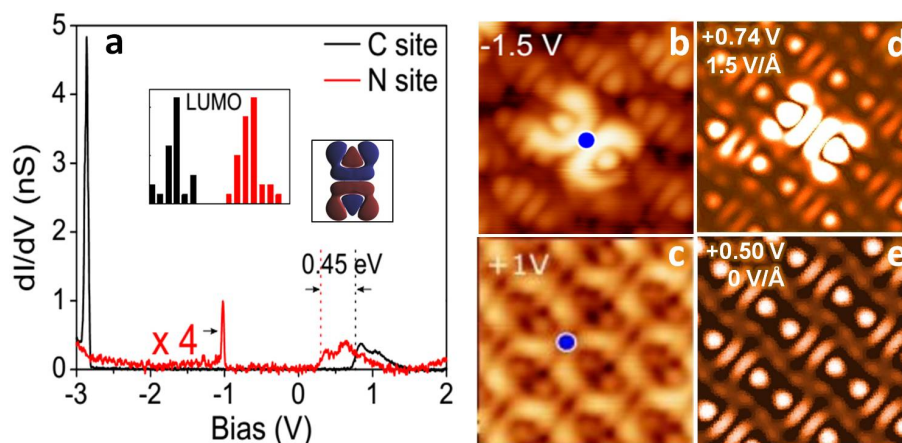 a
C site
N site
LUMO
0.45 eV
x 4
5
4
3
2
1
0
-3
-2
-1
0
1
2
dI/dV (nS)
Bias (V)
-1.5 V
b
+1V
c
+0.74 V
1.5 V/Å
d
+0.50 V
0 V/Å
e